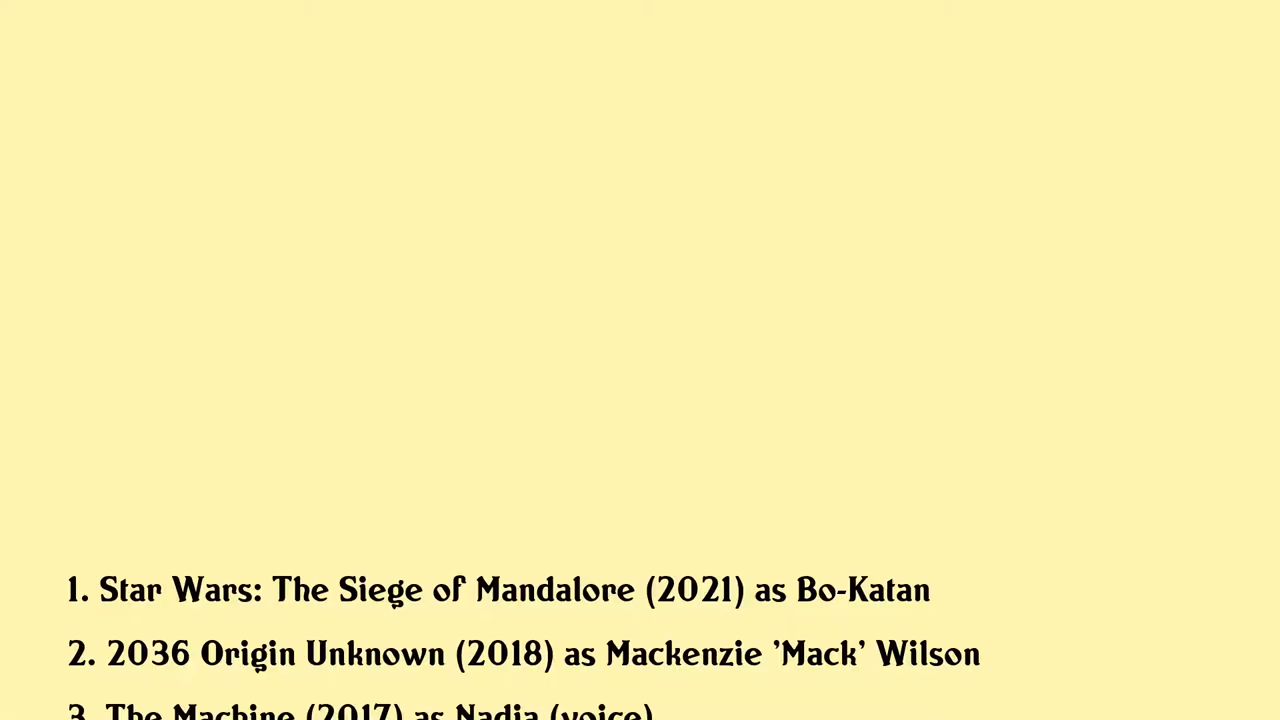 1. Star Wars: The Siege of Mandalore (2021) as Bo-Katan
2. 2036 Origin Unknown (2018) as Mackenzie 'Mack' Wilson
3. The Machine (2017) as Nadia (voice)